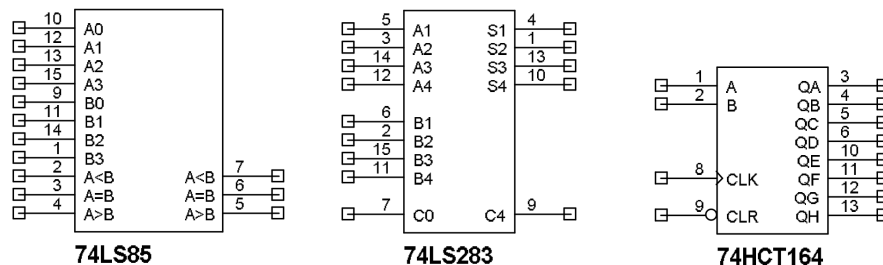 10 A0
12 A1
13 A2
15 A3
9 B0
11 B1
14 B2
1 B3
2 A<B A<B 7
3 A=B A=B 6
4 A>B A>B 5
74LS85
5 A1 S1 4
3 A2 S2 1
14 A3 S3 13
12 A4 S4 10
6 B1
2 B2
15 B3
11 B4
7 C0 C4 9
74LS283
1 A QA 3
2 B QB 4
QC 5
QD 6
QE 10
8 CLK QF 11
QG 12
9 CLR QH 13
74HCT164